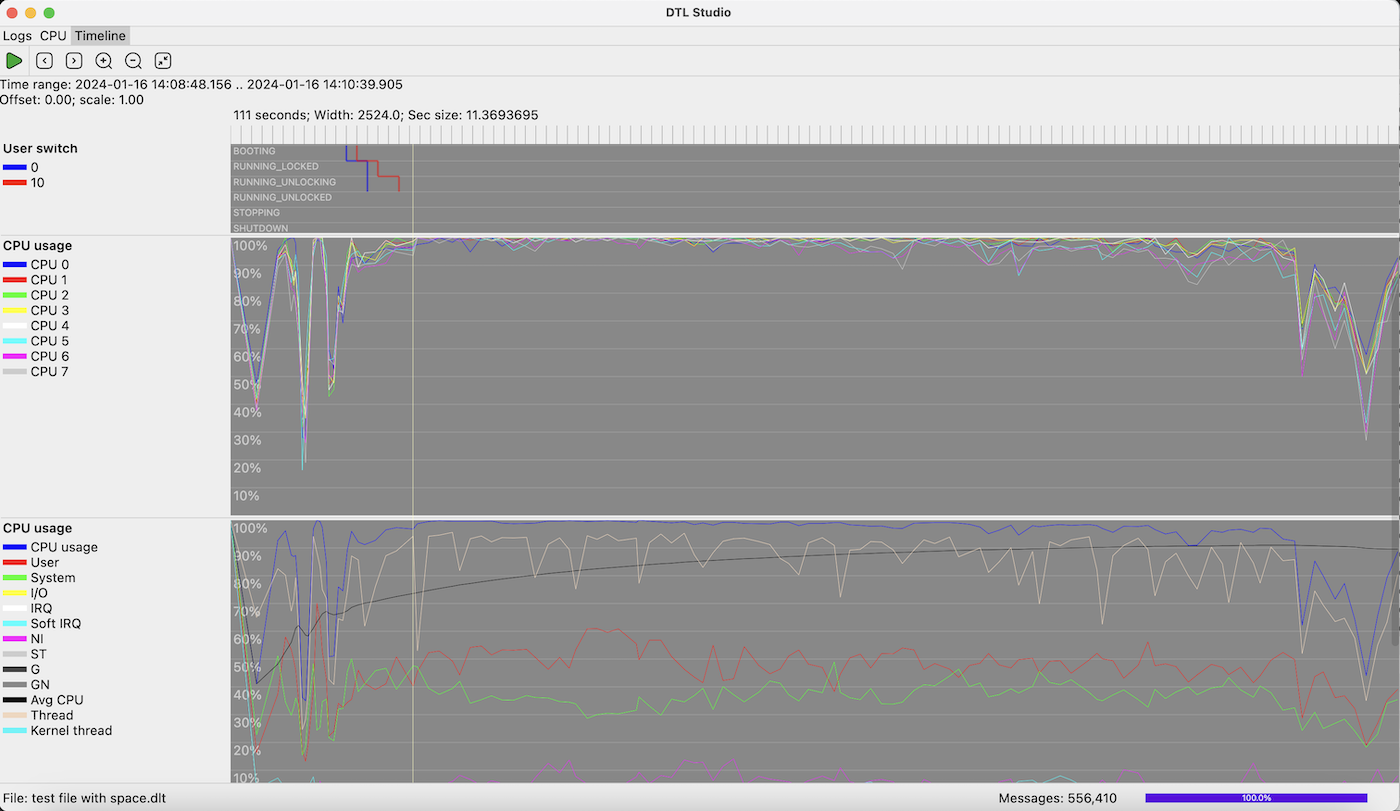 DTL Studio
Logs CPU Timeline
Time range: 2024-01-16 14:08:48.156 .. 2024-01-16 14:10:39.905
Offset: 0.00; scale: 1.00
111 seconds; Width: 2524.0; Sec size: 11.3693695
User switch
0
10
BOOTING
RUNNING_LOCKED
RUNNING_UNLOCKING
RUNNING_UNLOCKED
STOPPING
SHUTDOWN
CPU usage
CPU 0
CPU 1
CPU 2
CPU 3
CPU 4
CPU 5
CPU 6
CPU 7
100%
90%
80%
70%
60%
50%
40%
30%
20%
10%
CPU usage
CPU usage
User
System
I/O
IRQ
Soft IRQ
NI
ST
G
GN
Avg CPU
Thread
Kernel thread
100%
90%
80%
70%
60%
50%
40%
30%
20%
10%
File: test file with space.dlt
Messages: 556,410
100.0%